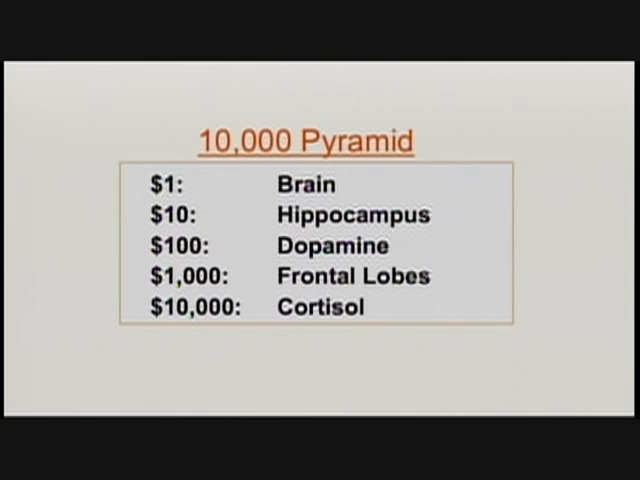 10,000 Pyramid
$1: Brain
$10: Hippocampus
$100: Dopamine
$1,000: Frontal Lobes
$10,000: Cortisol